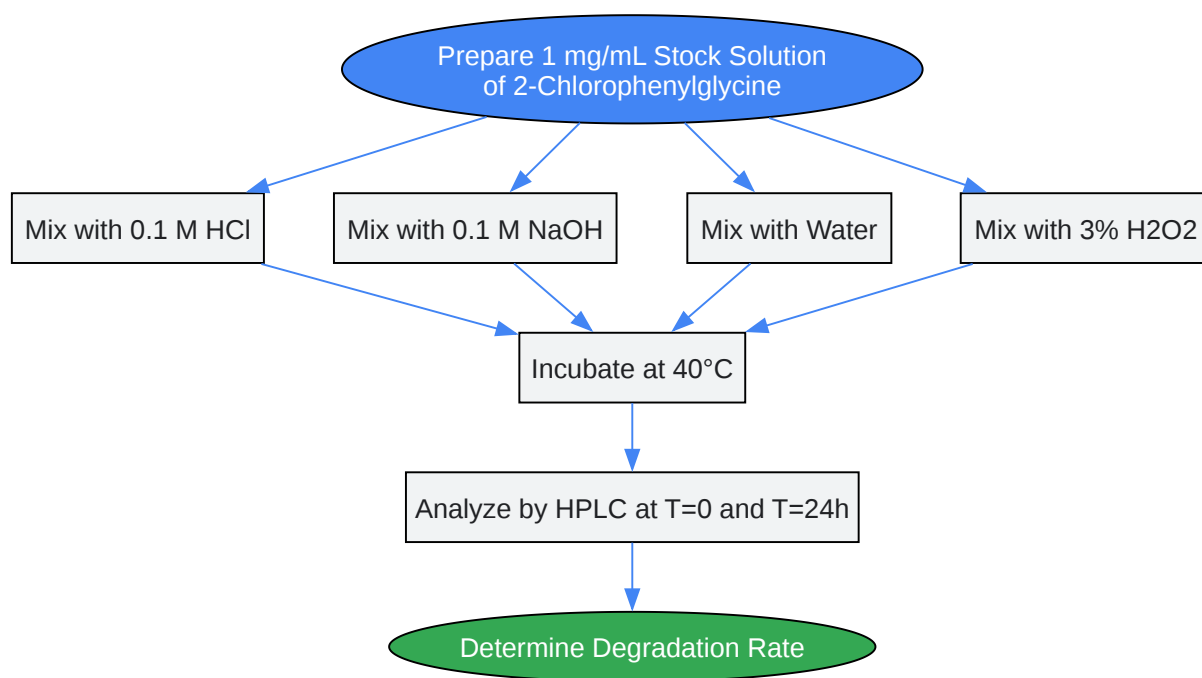 Prepare 1 mg/mL Stock Solution
of 2-Chlorophenylglycine
Mix with 0.1 M HCl
Mix with 0.1 M NaOH
Mix with Water
Mix with 3% H2O2
Incubate at 40°C
Analyze by HPLC at T=0 and T=24h
Determine Degradation Rate